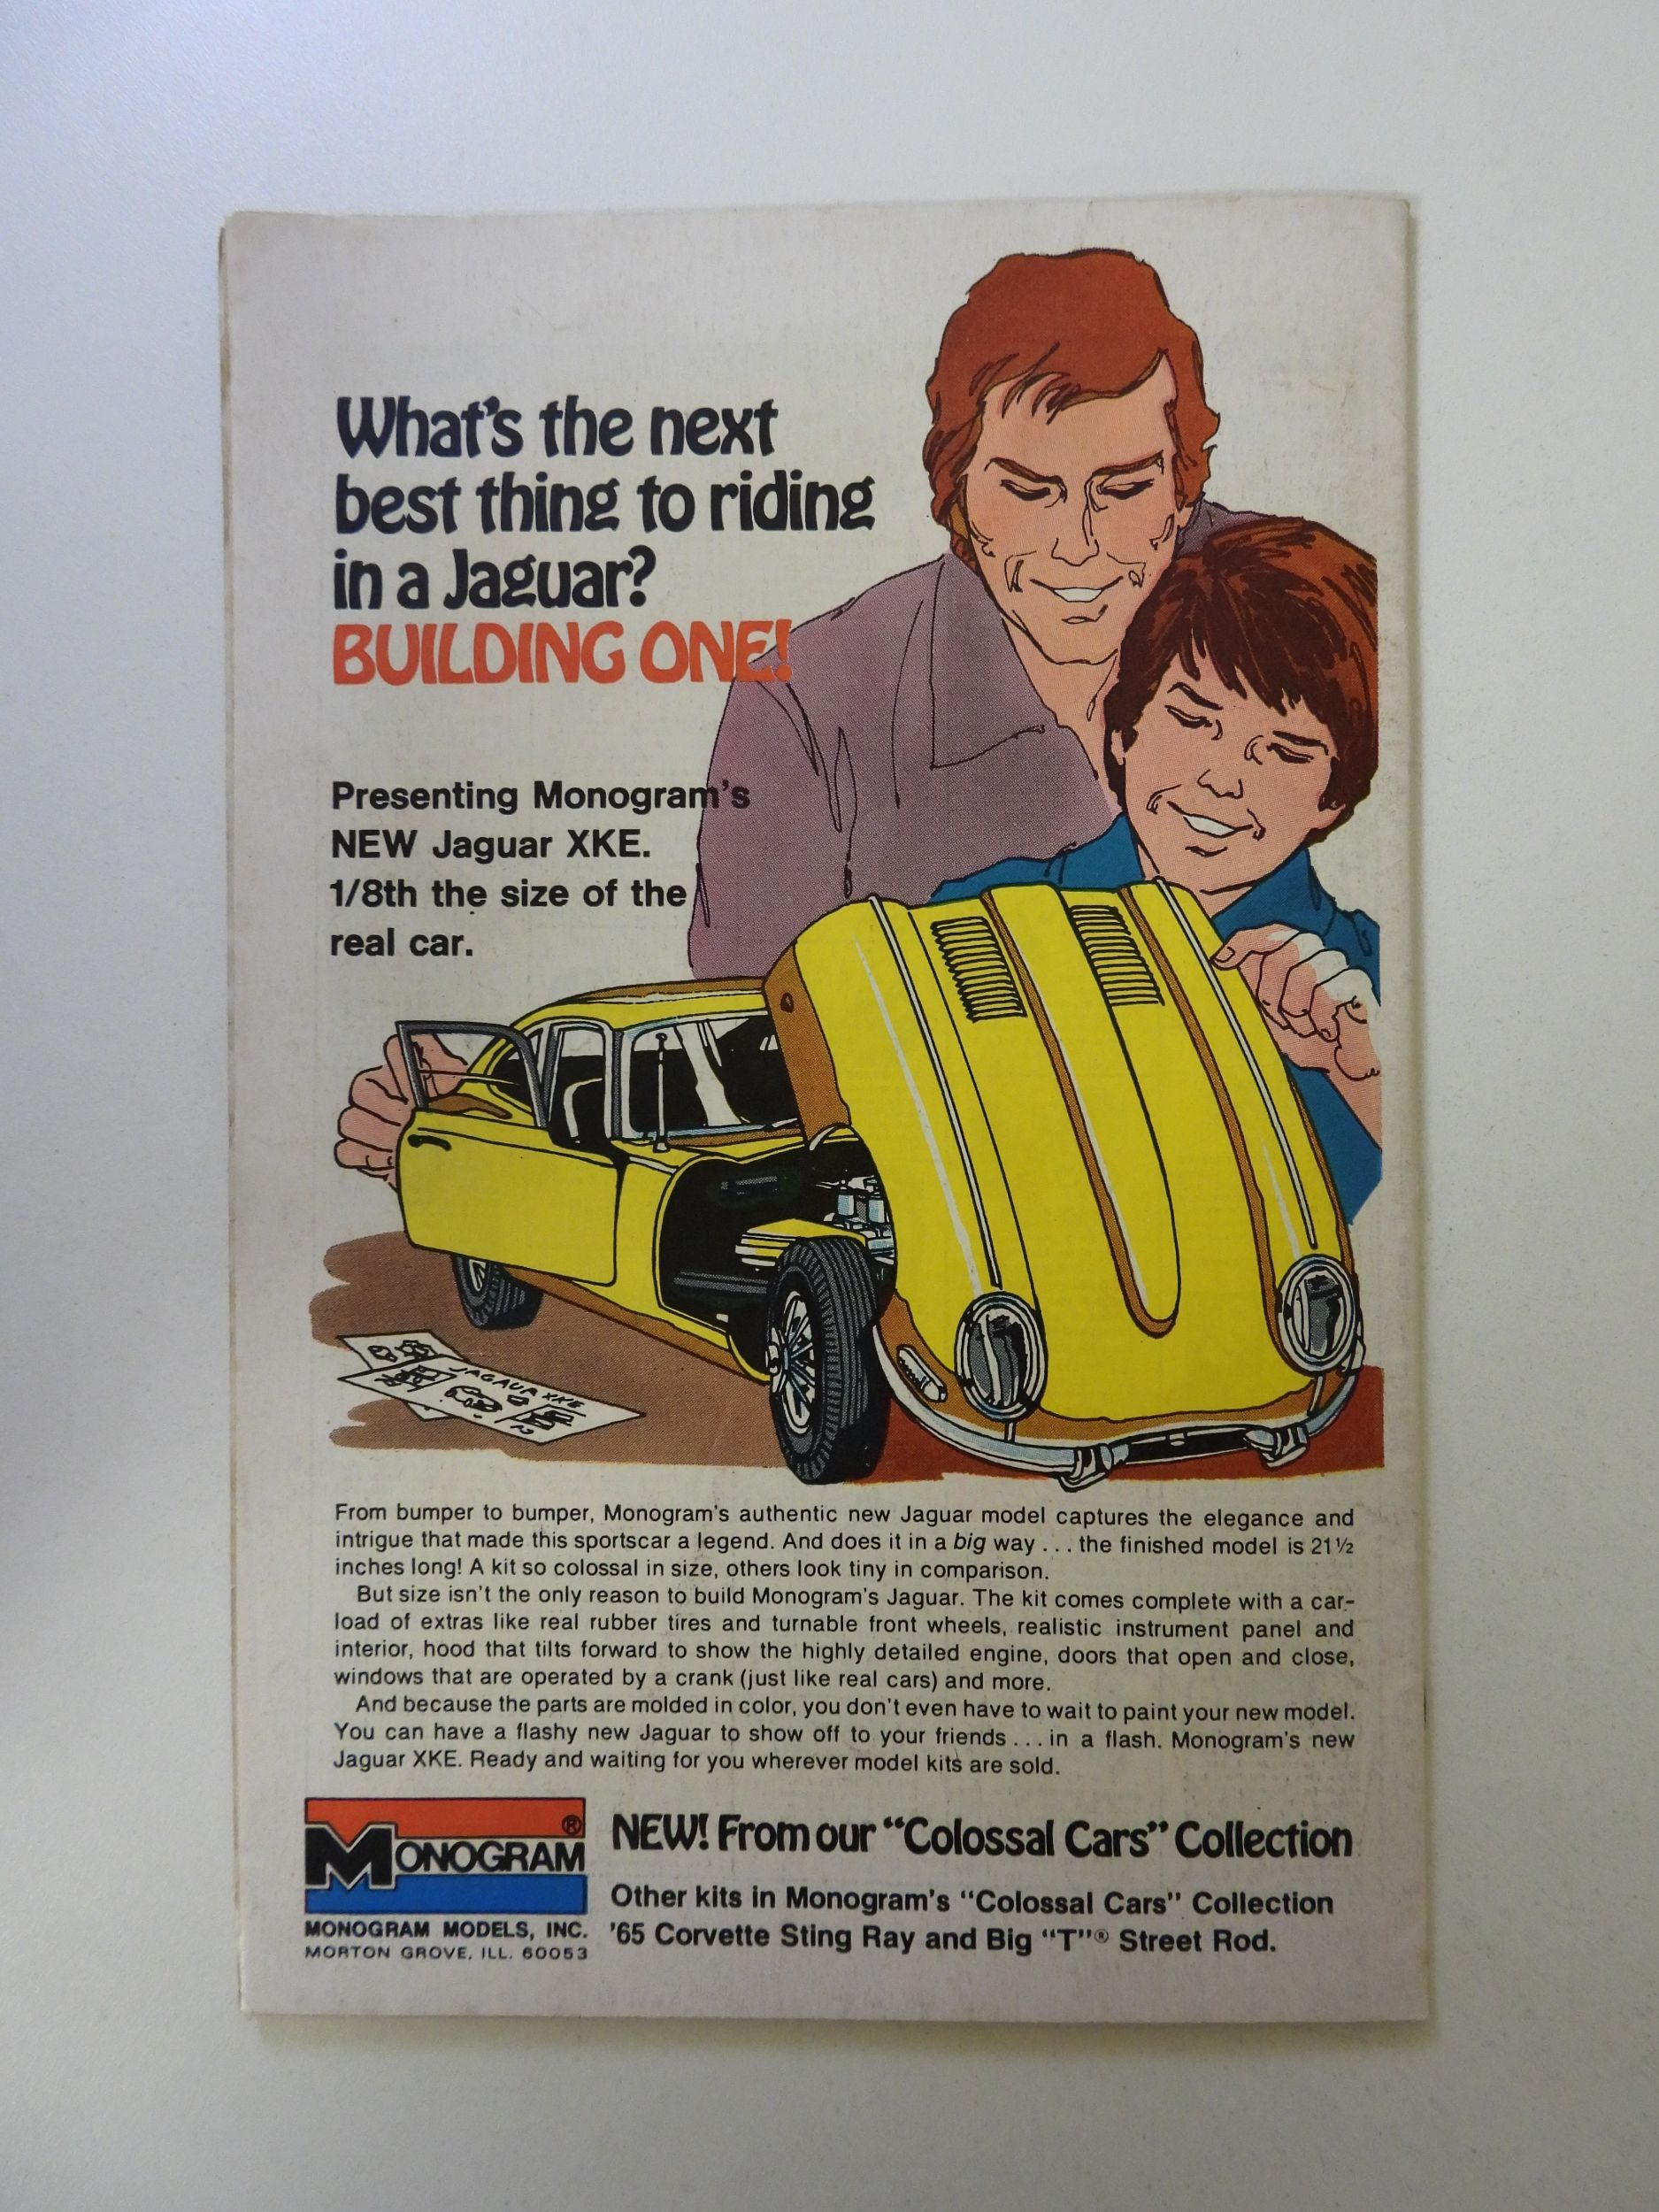 What's the next
best thing to riding
in a Jaguar?
BUILDING ONE!
Presenting Monogram's
NEW Jaguar XKE.
1/8th the size of the
real car.
JAGAUR XKE
From bumper to bumper, Monogram's authentic new Jaguar model captures the elegance and
intrigue that made this sportscar a legend. And does it in a big way . . . the finished model is 21½
inches long! A kit so colossal in size, others look tiny in comparison.
But size isn't the only reason to build Monogram's Jaguar. The kit comes complete with a car-
load of extras like real rubber tires and turnable front wheels, realistic instrument panel and
interior, hood that tilts forward to show the highly detailed engine, doors that open and close,
windows that are operated by a crank (just like real cars) and more.
And because the parts are molded in color, you don't even have to wait to paint your new model.
You can have a flashy new Jaguar to show off to your friends . . . in a flash. Monogram's new
Jaguar XKE. Ready and waiting for you wherever model kits are sold.
MONOGRAM®
MONOGRAM MODELS, INC.
MORTON GROVE, ILL. 60053
NEW! From our “Colossal Cars” Collection
Other kits in Monogram's “Colossal Cars” Collection
'65 Corvette Sting Ray and Big “T”® Street Rod.